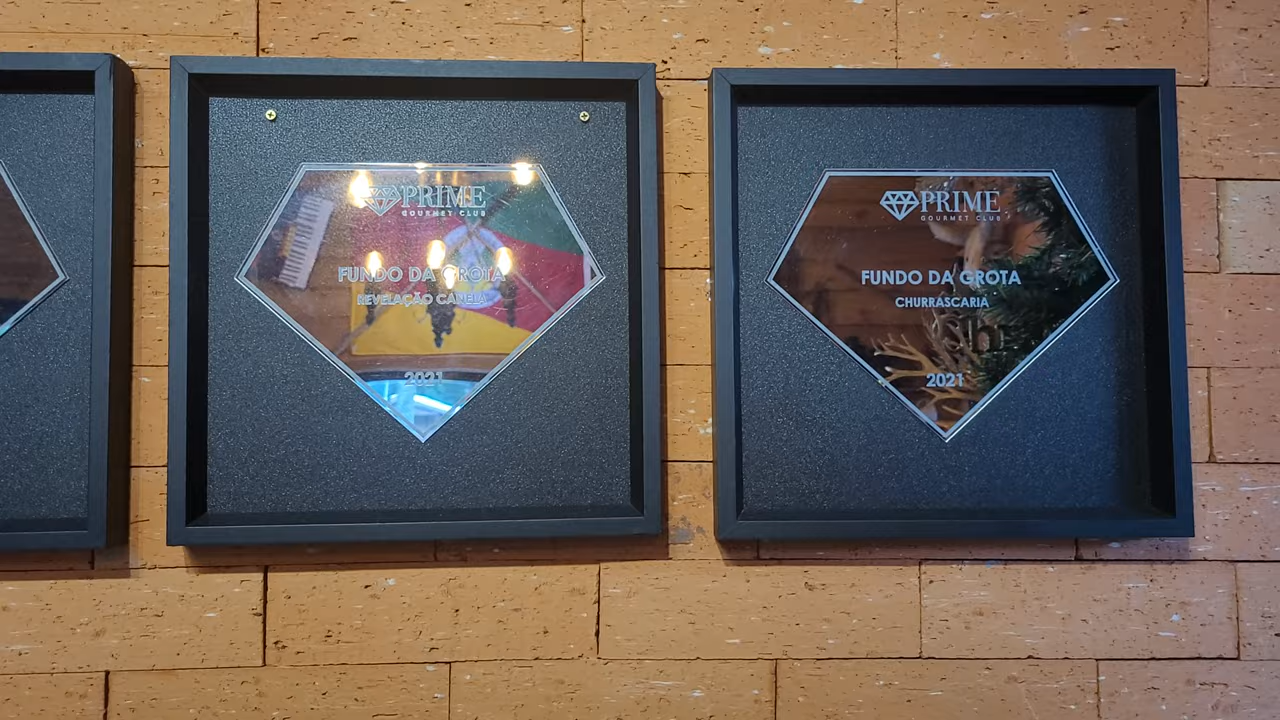 PRIME
GOURMET CLUB
FUNDO DA GROTA
REVELAÇÃO CANELA
2021
PRIME
GOURMET CLUB
FUNDO DA GROTA
CHURRASCARIA
2021